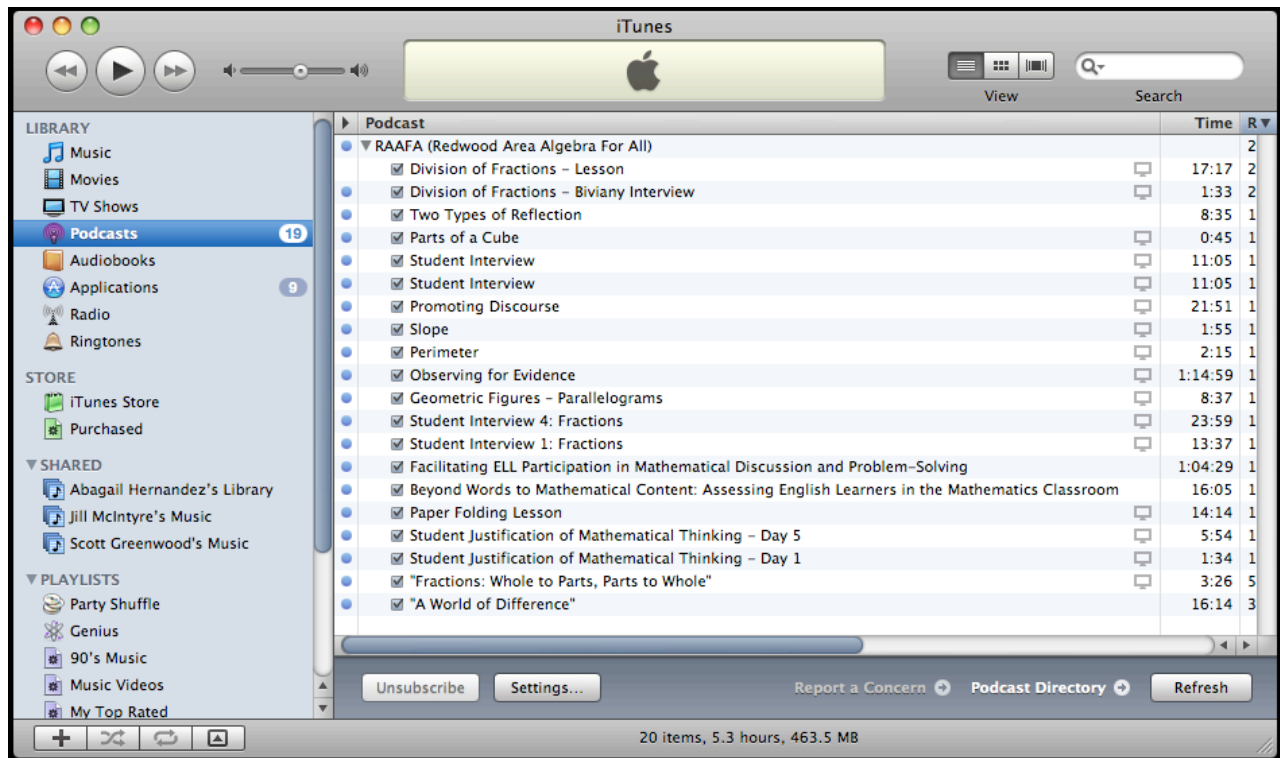 iTunes
View
Search
LIBRARY
Music
Movies
TV Shows
Podcasts 19
Audiobooks
Applications 9
Radio
Ringtones
STORE
iTunes Store
Purchased
SHARED
Abagail Hernandez's Library
Jill McIntyre's Music
Scott Greenwood's Music
PLAYLISTS
Party Shuffle
Genius
90's Music
Music Videos
My Top Rated
Podcast Time R
RAAFA (Redwood Area Algebra For All) 2
Division of Fractions – Lesson 17:17 2
Division of Fractions – Biviany Interview 1:33 2
Two Types of Reflection 8:35 1
Parts of a Cube 0:45 1
Student Interview 11:05 1
Student Interview 11:05 1
Promoting Discourse 21:51 1
Slope 1:55 1
Perimeter 2:15 1
Observing for Evidence 1:14:59 1
Geometric Figures – Parallelograms 8:37 1
Student Interview 4: Fractions 23:59 1
Student Interview 1: Fractions 13:37 1
Facilitating ELL Participation in Mathematical Discussion and Problem–Solving 1:04:29 1
Beyond Words to Mathematical Content: Assessing English Learners in the Mathematics Classroom 16:05 1
Paper Folding Lesson 14:14 1
Student Justification of Mathematical Thinking – Day 5 5:54 1
Student Justification of Mathematical Thinking – Day 1 1:34 1
"Fractions: Whole to Parts, Parts to Whole" 3:26 5
"A World of Difference" 16:14 3
Unsubscribe Settings... Report a Concern Podcast Directory Refresh
20 items, 5.3 hours, 463.5 MB